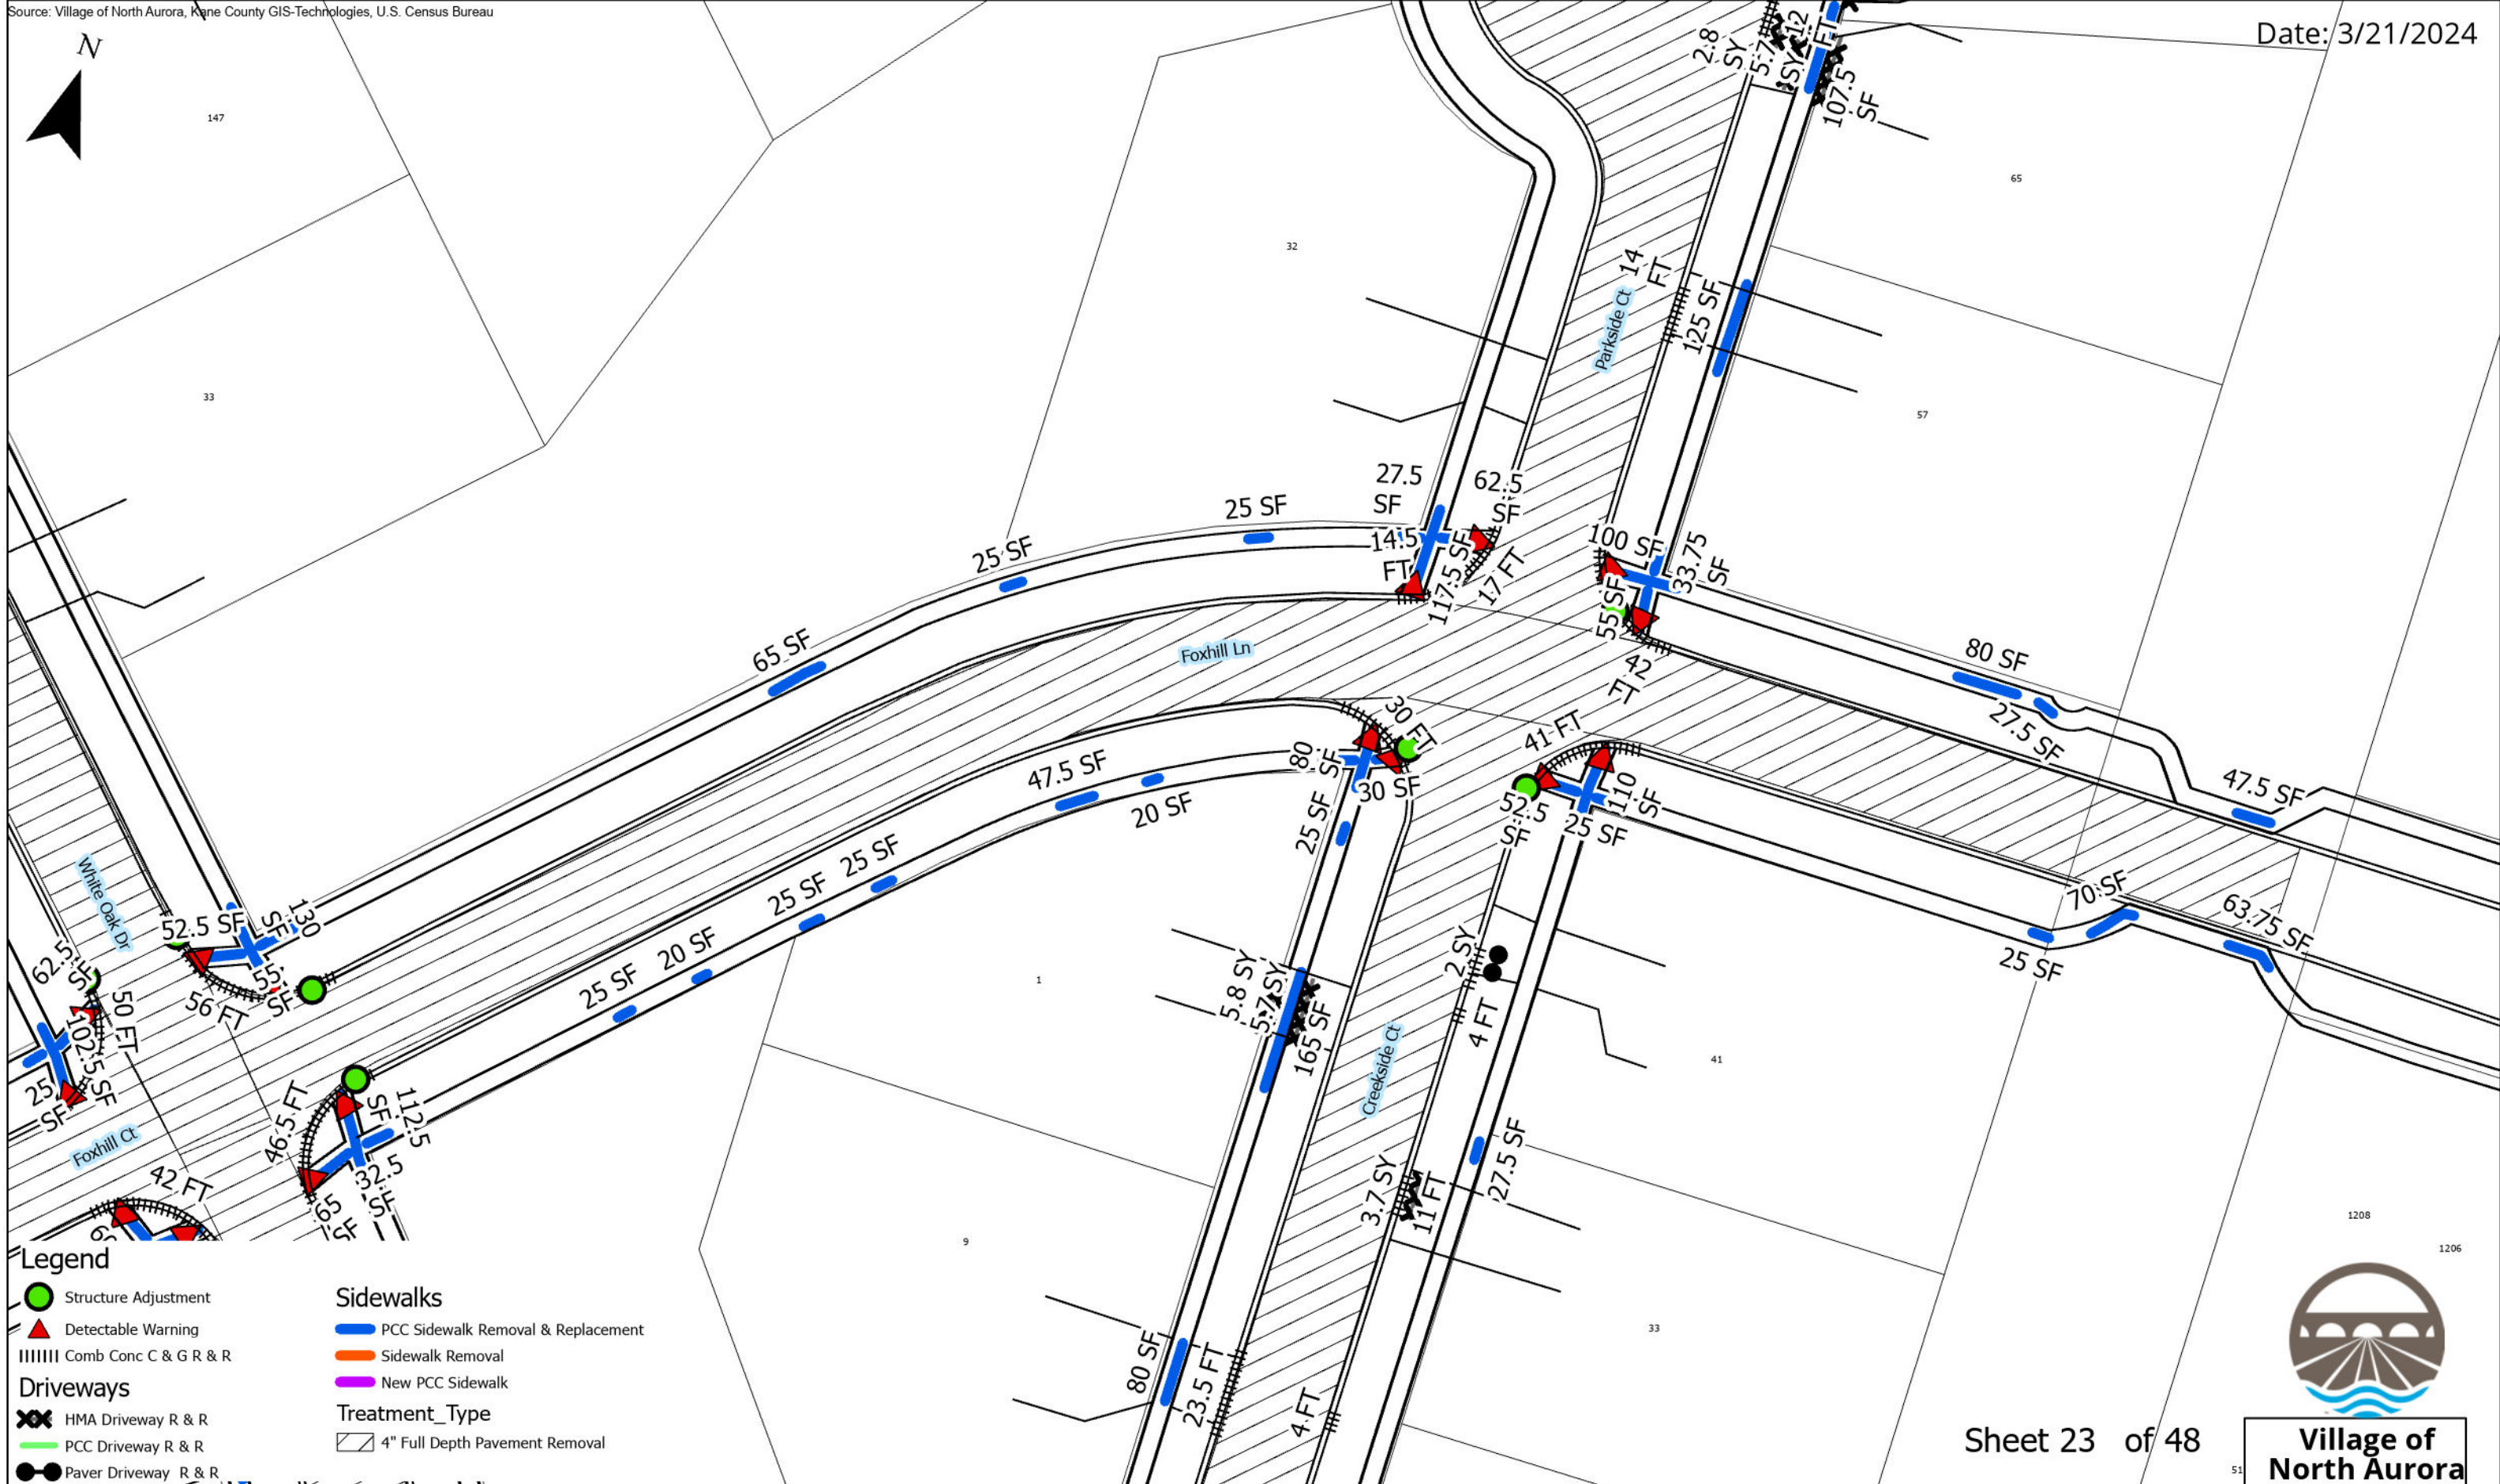 Source: Village of North Aurora, Kane County GIS-Technologies, U.S. Census Bureau
Date: 3/21/2024
N
147
2.8
SY
5.7
SY
12
FT
107.5
SF
65
33
32
14
FT
Parkside Ct
125 SF
57
27.5
SF
62.5
SF
25 SF
25 SF
14.5
FT
117.5 SF
17 FT
100 SF
33.75
SF
55 SF
42
FT
65 SF
Foxhill Ln
80 SF
27.5 SF
47.5 SF
30 FT
41 FT
80
SF
30 SF
47.5 SF
20 SF
25 SF
52.5
SF
25 SF
110
SF
25 SF
25 SF
20 SF
25 SF
70 SF
63.75 SF
25 SF
White Oak Dr
52.5 SF
130
SF
55
SF
56 FT
62.5
SF
50 FT
102.5 SF
25
SF
Foxhill Ct
46.5 FT
112.5
SF
32.5
SF
65
SF
42 FT
1
5.8 SY
5.7 SY
165 SF
Creekside Ct
2 SY
4 FT
41
9
3.7 SY
11 FT
27.5 SF
33
80 SF
23.5 FT
4 FT
1208
1206
51
Legend
Structure Adjustment
Detectable Warning
Comb Conc C & G R & R
Driveways
HMA Driveway R & R
PCC Driveway R & R
Paver Driveway R & R
Sidewalks
PCC Sidewalk Removal & Replacement
Sidewalk Removal
New PCC Sidewalk
Treatment_Type
4" Full Depth Pavement Removal
Sheet 23 of 48
Village of
North Aurora